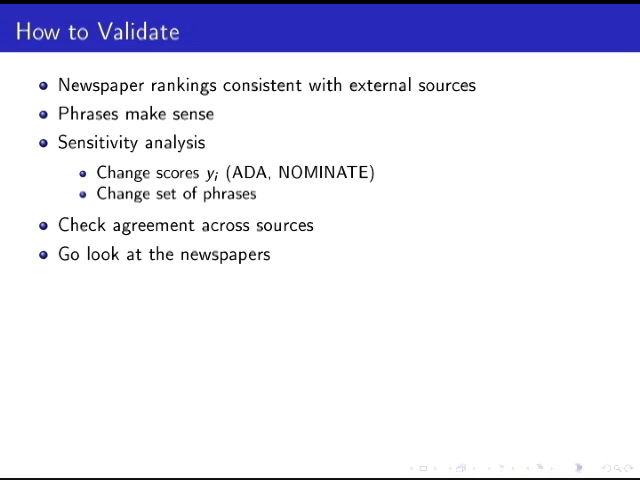 How to Validate
Newspaper rankings consistent with external sources
Phrases make sense
Sensitivity analysis
Change scores yi (ADA, NOMINATE)
Change set of phrases
Check agreement across sources
Go look at the newspapers